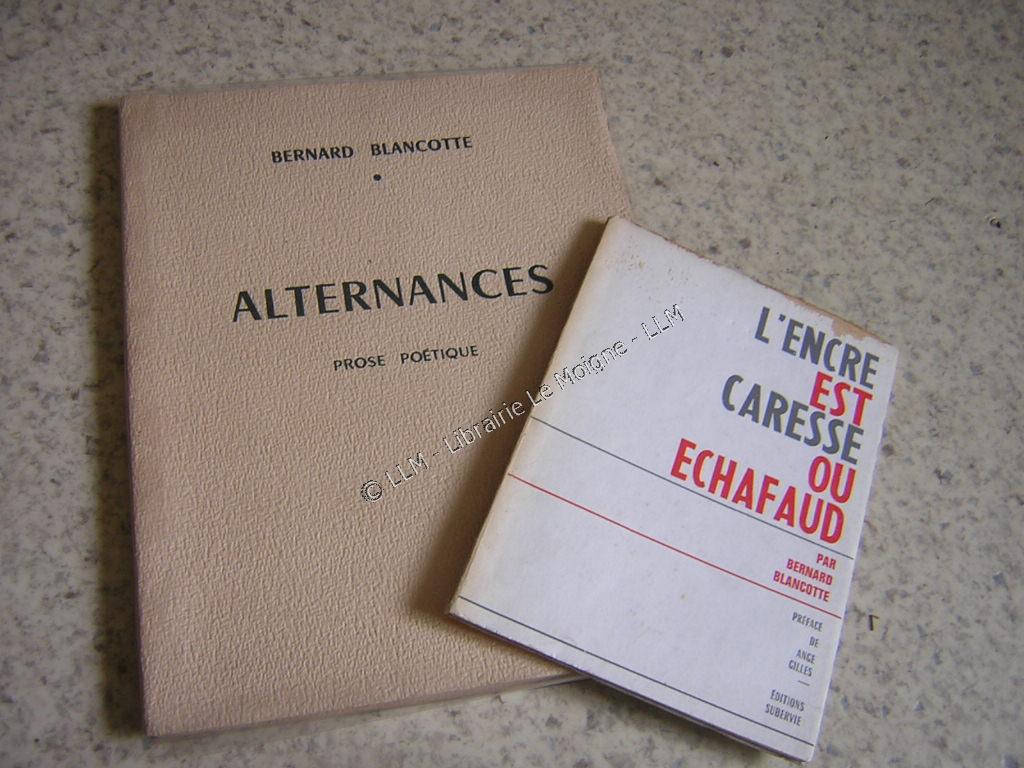 BERNARD BLANCOTTE
•
ALTERNANCES
PROSE POÉTIQUE
L'ENCRE
EST
CARESSE
OU
ECHAFAUD
PAR
BERNARD
BLANCOTTE
PRÉFACE
DE
ANGE
GILLES
—
EDITIONS
SUBERVIE
© LLM - Librairie Le Moigne - LLM